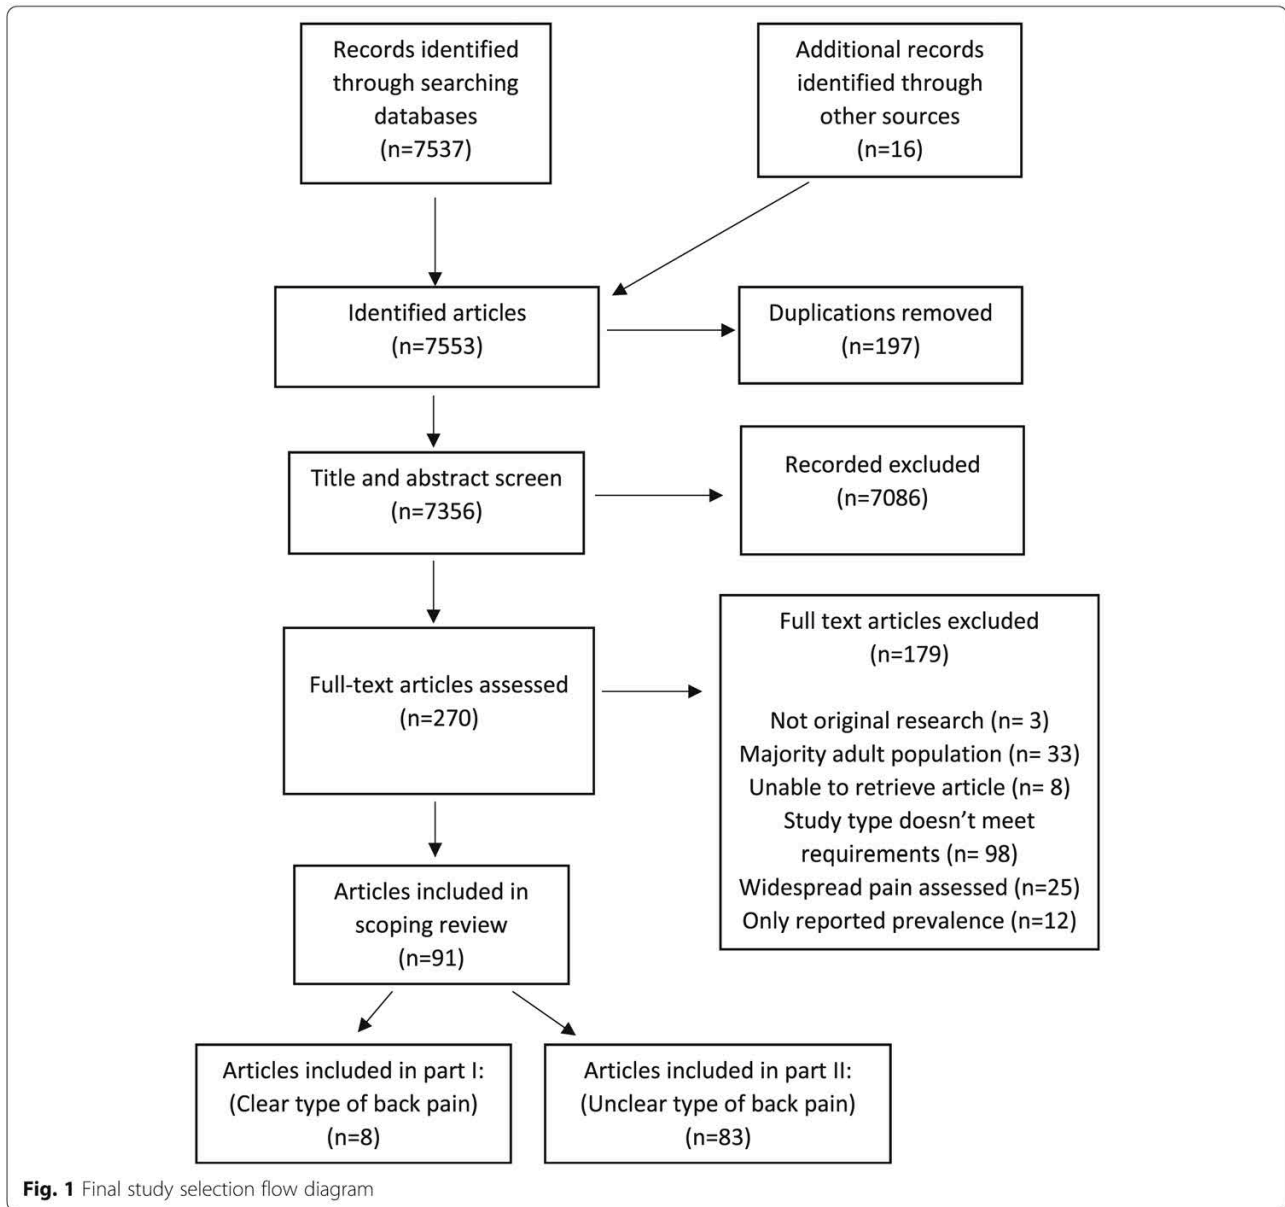 Records identified
through searching
databases
(n=7537)
Additional records
identified through
other sources
(n=16)
Identified articles
(n=7553)
Duplications removed
(n=197)
Title and abstract screen
(n=7356)
Recorded excluded
(n=7086)
Full-text articles assessed
(n=270)
Full text articles excluded
(n=179)
Not original research (n= 3)
Majority adult population (n= 33)
Unable to retrieve article (n= 8)
Study type doesn’t meet
requirements (n= 98)
Widespread pain assessed (n=25)
Only reported prevalence (n=12)
Articles included in
scoping review
(n=91)
Articles included in part I:
(Clear type of back pain)
(n=8)
Articles included in part II:
(Unclear type of back pain)
(n=83)
Fig. 1 Final study selection flow diagram